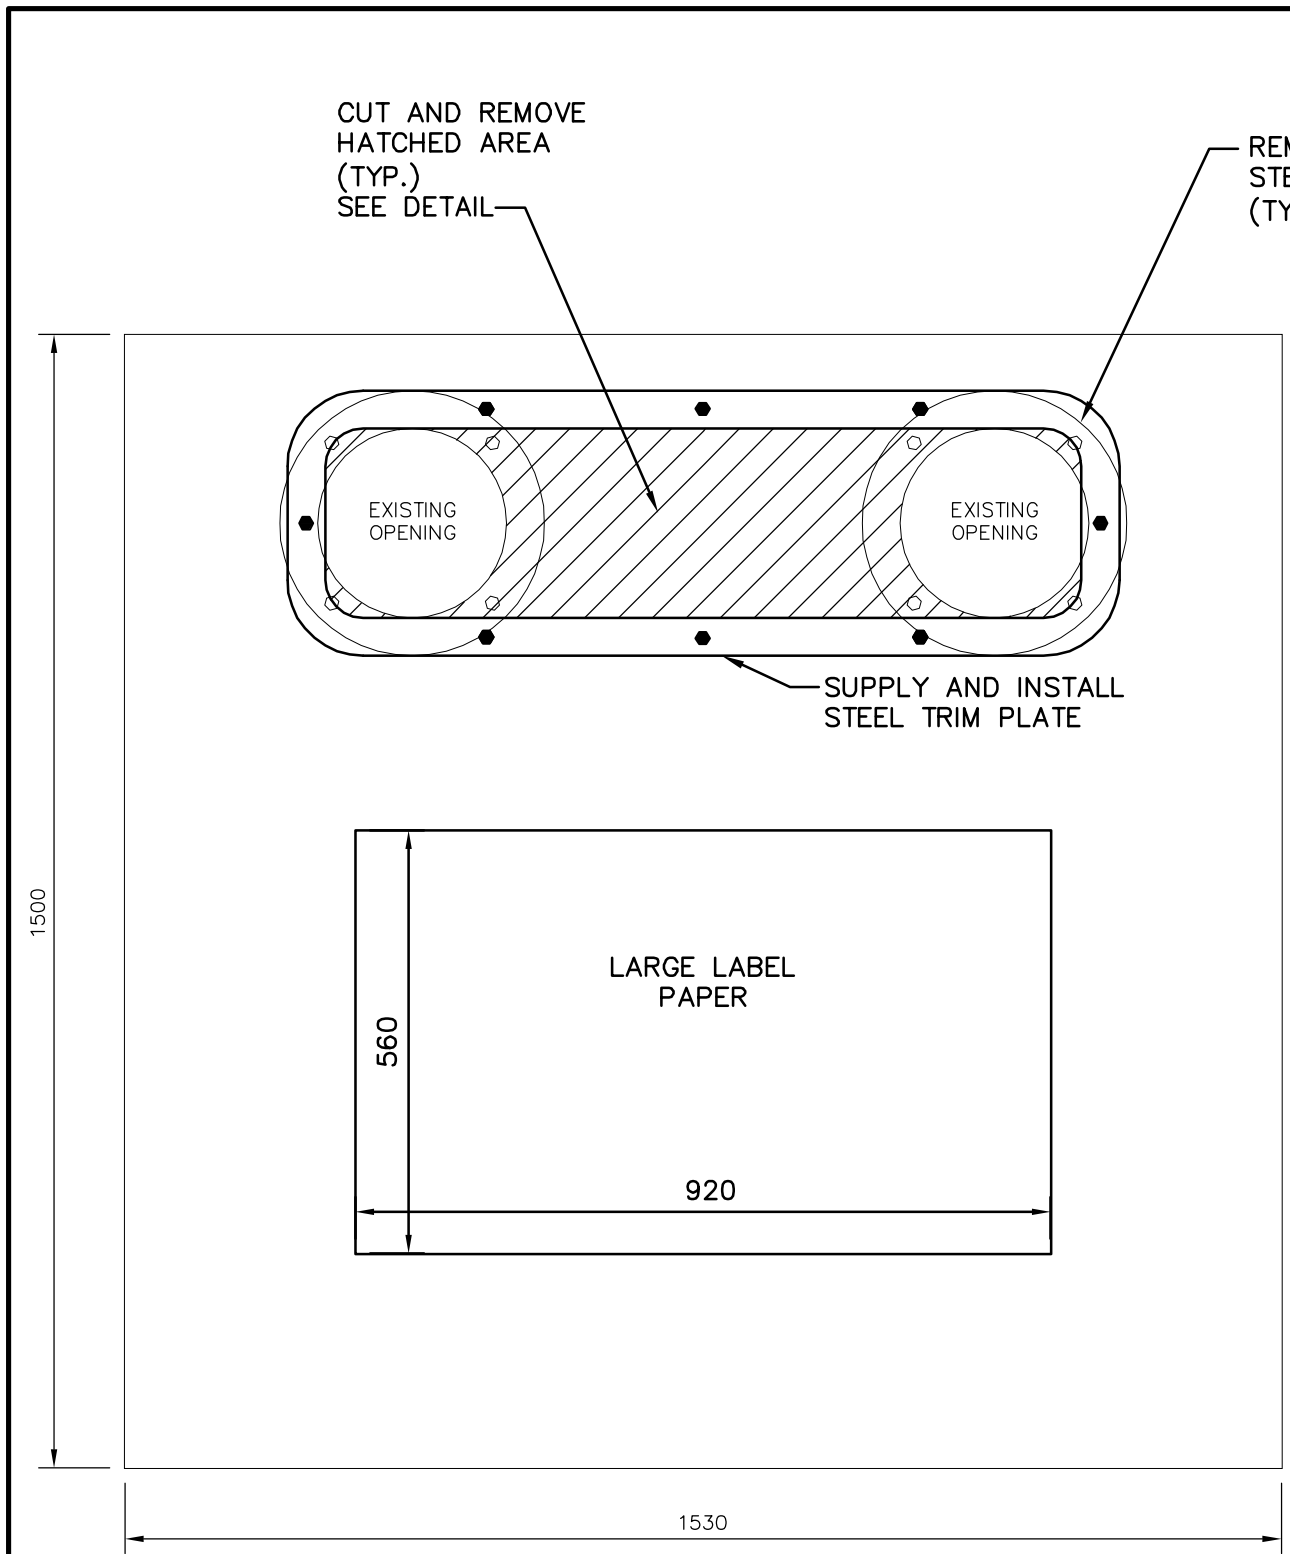 CUT AND REMOVE
HATCHED AREA
(TYP.)
SEE DETAIL
EXISTING
OPENING
EXISTING
OPENING
SUPPLY AND INSTALL
STEEL TRIM PLATE
1500
LARGE LABEL
PAPER
560
920
1530